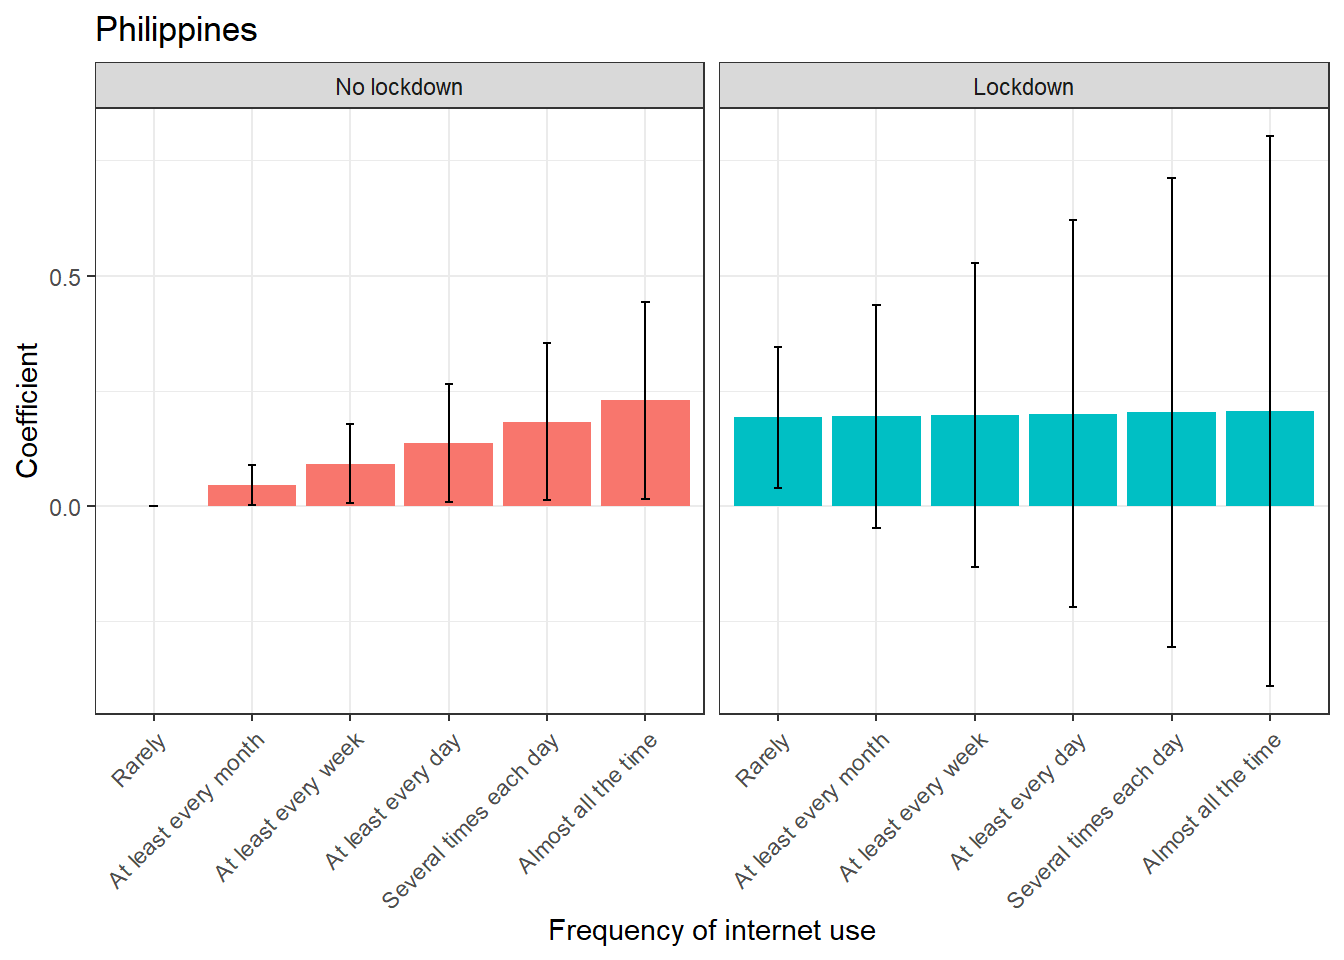 Philippines
No lockdown
Lockdown
Coefficient
0.5
0.0
Rarely
At least every month
At least every week
At least every day
Several times each day
Almost all the time
Rarely
At least every month
At least every week
At least every day
Several times each day
Almost all the time
Frequency of internet use